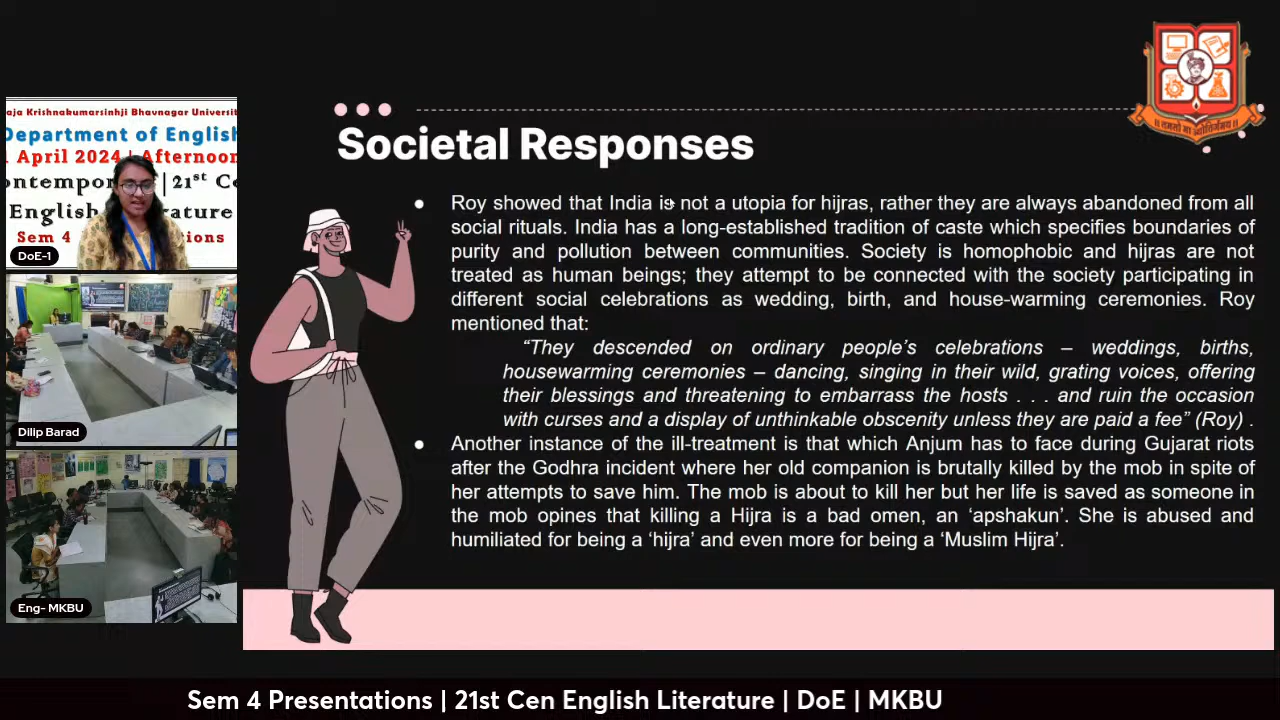 aja Krishnakumarsinhji Bhavnagar Universit
Department of English
1 April 2024 | Afternoon
ontempor | 21st Ce
English Literature
Sem 4 ions
DoE-1
Dilip Barad
Eng- MKBU
Societal Responses
● Roy showed that India is not a utopia for hijras, rather they are always abandoned from all
social rituals. India has a long-established tradition of caste which specifies boundaries of
purity and pollution between communities. Society is homophobic and hijras are not
treated as human beings; they attempt to be connected with the society participating in
different social celebrations as wedding, birth, and house-warming ceremonies. Roy
mentioned that:
“They descended on ordinary people’s celebrations – weddings, births,
housewarming ceremonies – dancing, singing in their wild, grating voices, offering
their blessings and threatening to embarrass the hosts . . . and ruin the occasion
with curses and a display of unthinkable obscenity unless they are paid a fee” (Roy) .
● Another instance of the ill-treatment is that which Anjum has to face during Gujarat riots
after the Godhra incident where her old companion is brutally killed by the mob in spite of
her attempts to save him. The mob is about to kill her but her life is saved as someone in
the mob opines that killing a Hijra is a bad omen, an ‘apshakun’. She is abused and
humiliated for being a ‘hijra’ and even more for being a ‘Muslim Hijra’.
Sem 4 Presentations | 21st Cen English Literature | DoE | MKBU